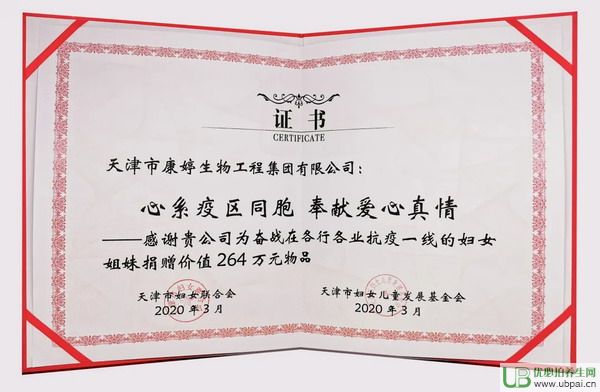 证书
CERTIFICATE
天津市康婷生物工程集团有限公司：
心系疫区同胞 奉献爱心真情
——感谢贵公司为奋战在各行各业抗疫一线的妇女
姐妹捐赠价值264万元物品
天津市妇女联合会
2020年3月
天津市妇女儿童发展基金会
2020年3月
UB 优悠柏养生网
www.ubpai.cn